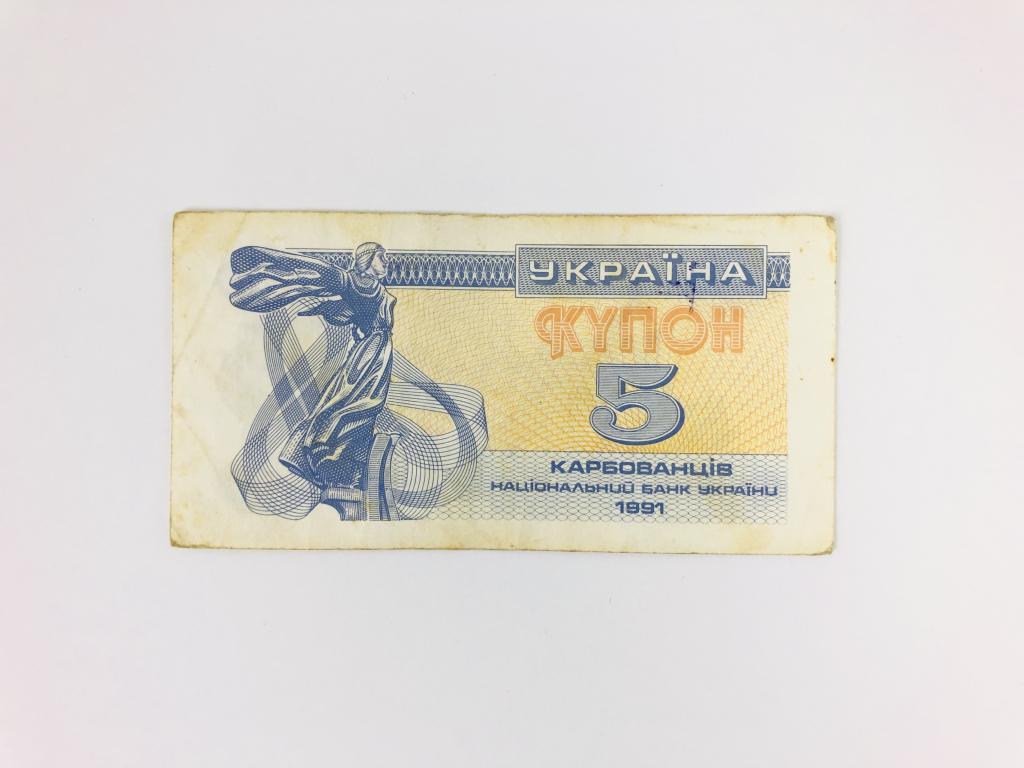 УКРАЇНА
КУПОН
5
КАРБОВАНЦІВ
НАЦІОНАЛЬНИЙ БАНК УКРАЇНИ
1991